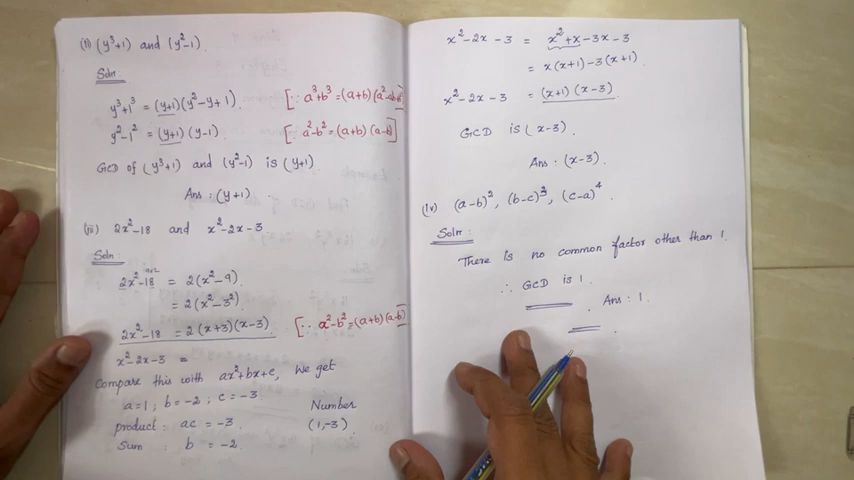 (ii) (y³+1) and (y²-1).
Soln
y³+1³ = (y+1)(y²-y+1). [∵ a³+b³=(a+b)(a²-ab+b²)]
y²-1² = (y+1)(y-1). [∵ a²-b²=(a+b)(a-b)]
GCD of (y³+1) and (y²-1) is (y+1)
Ans : (y+1)
(iii) 2x²-18 and x²-2x-3
Soln:
2x²-18 = 2(x²-9)
= 2(x²-3²)
2x²-18 = 2(x+3)(x-3). [∵ a²-b²=(a+b)(a-b)]
x²-2x-3 =
Compare this with ax²+bx+c, we get
a=1, b=-2; c=-3 Number
product: ac = -3. (1,-3)
Sum : b = -2
x²-2x-3 = x²+x-3x-3
= x(x+1)-3(x+1).
x²-2x-3 = (x+1)(x-3).
GCD is (x-3).
Ans: (x-3).
(iv) (a-b)², (b-c)³, (c-a)⁴.
Soln:
There is no common factor other than 1.
∴ GCD is 1.
Ans: 1.